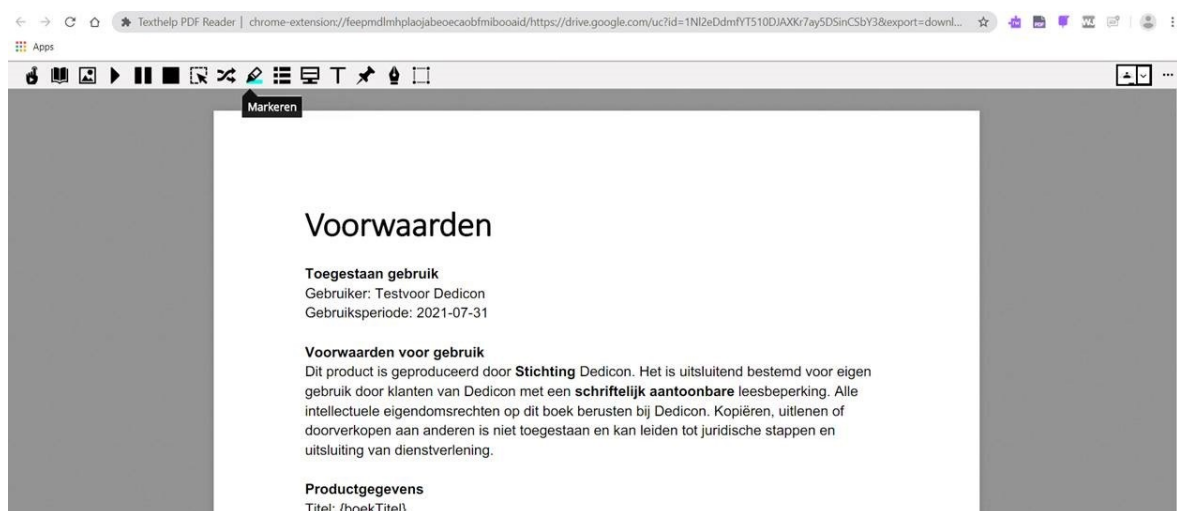 Texthelp PDF Reader | chrome-extension://feepmdlmhplaojabeoecaobfmibooaid/https://drive.google.com/uc?id=1NI2eDdmfYT510DJAXKr7ay5DSinCSbY3&export=downl...
Apps
Markeren
Voorwaarden
Toegestaan gebruik
Gebruiker: Testvoor Dedicon
Gebruiksperiode: 2021-07-31
Voorwaarden voor gebruik
Dit product is geproduceerd door Stichting Dedicon. Het is uitsluitend bestemd voor eigen
gebruik door klanten van Dedicon met een schriftelijk aantoonbare leesbeperking. Alle
intellectuele eigendomsrechten op dit boek berusten bij Dedicon. Kopiëren, uitlenen of
doorverkopen aan anderen is niet toegestaan en kan leiden tot juridische stappen en
uitsluiting van dienstverlening.
Productgegevens
Titel: {boekTitel}